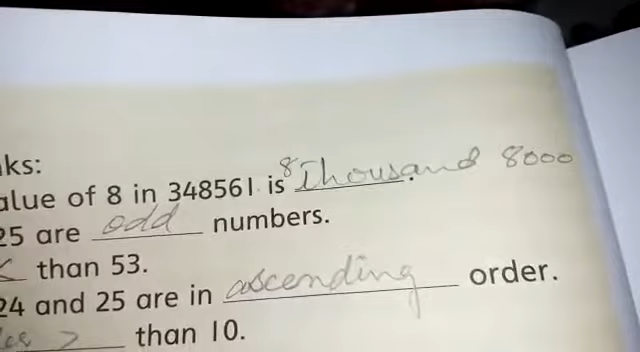 ks:
alue of 8 in 348561 is 8 Thousand. 8000
25 are odd numbers.
< than 53.
24 and 25 are in ascending order.
> than 10.